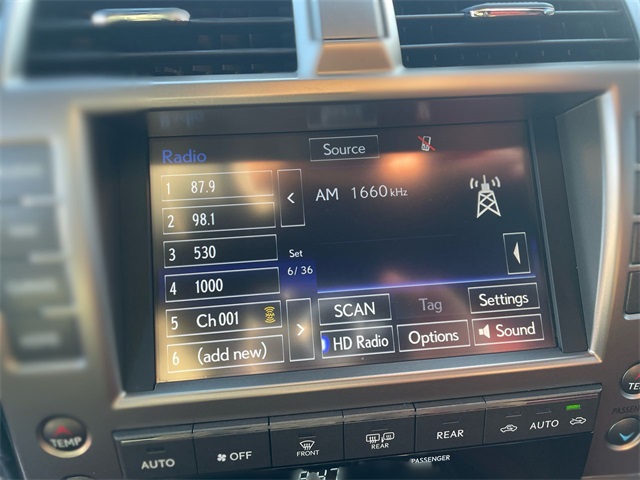 Radio
Source
1 87.9
AM 1660 kHz
2 98.1
3 530
Set
6/ 36
4 1000
5 Ch 001
6 (add new)
SCAN
Tag
Settings
HD Radio
Options
Sound
TEMP
AUTO
OFF
FRONT
REAR
REAR
AUTO
PASSENGER
8:47